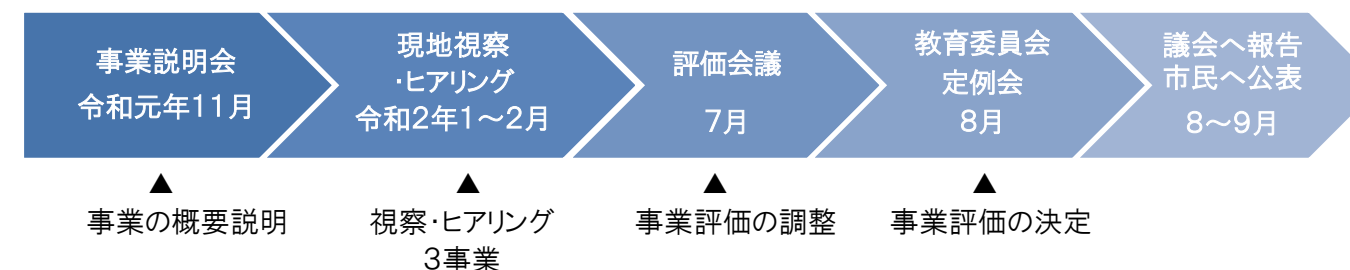 事業説明会
令和元年11月
現地視察
・ヒアリング
令和2年1～2月
評価会議
7月
教育委員会
定例会
8月
議会へ報告
市民へ公表
8～9月
▲
事業の概要説明
▲
視察・ヒアリング
3事業
▲
事業評価の調整
▲
事業評価の決定